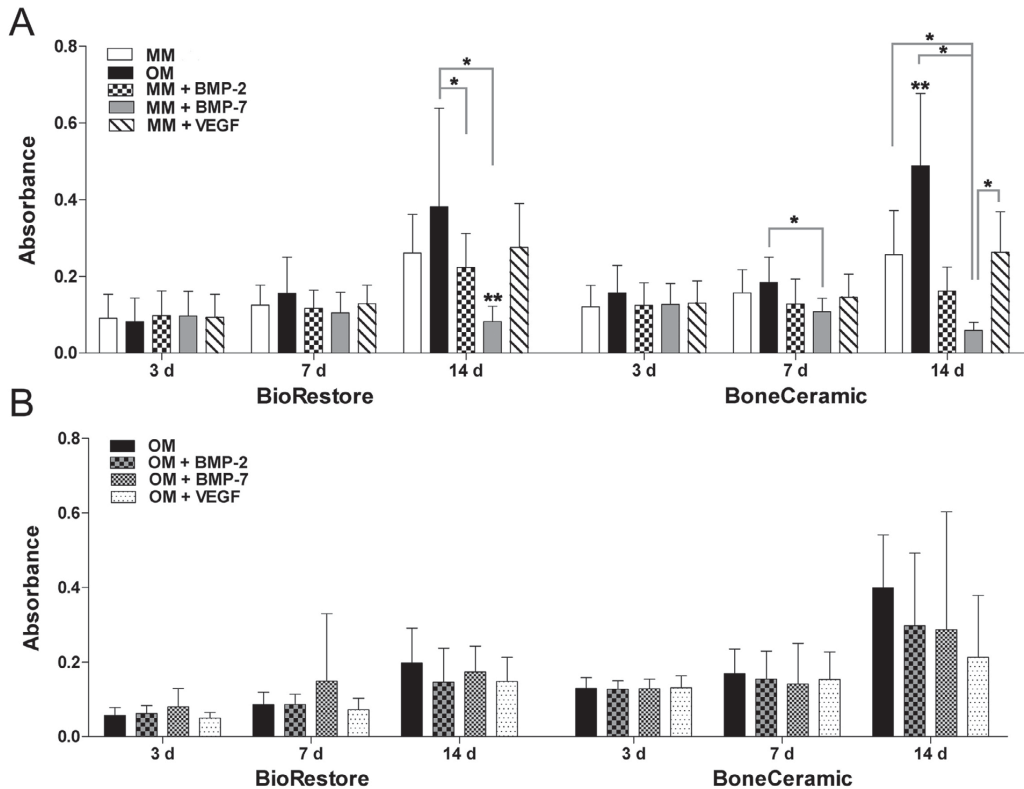 A
0.8
0.6
0.4
0.2
0.0
Absorbance
MM
OM
MM + BMP-2
MM + BMP-7
MM + VEGF
*
*
**
*
*
*
**
*
3 d 7 d 14 d 3 d 7 d 14 d
BioRestore BoneCeramic
B
0.8
0.6
0.4
0.2
0.0
Absorbance
OM
OM + BMP-2
OM + BMP-7
OM + VEGF
3 d 7 d 14 d 3 d 7 d 14 d
BioRestore BoneCeramic